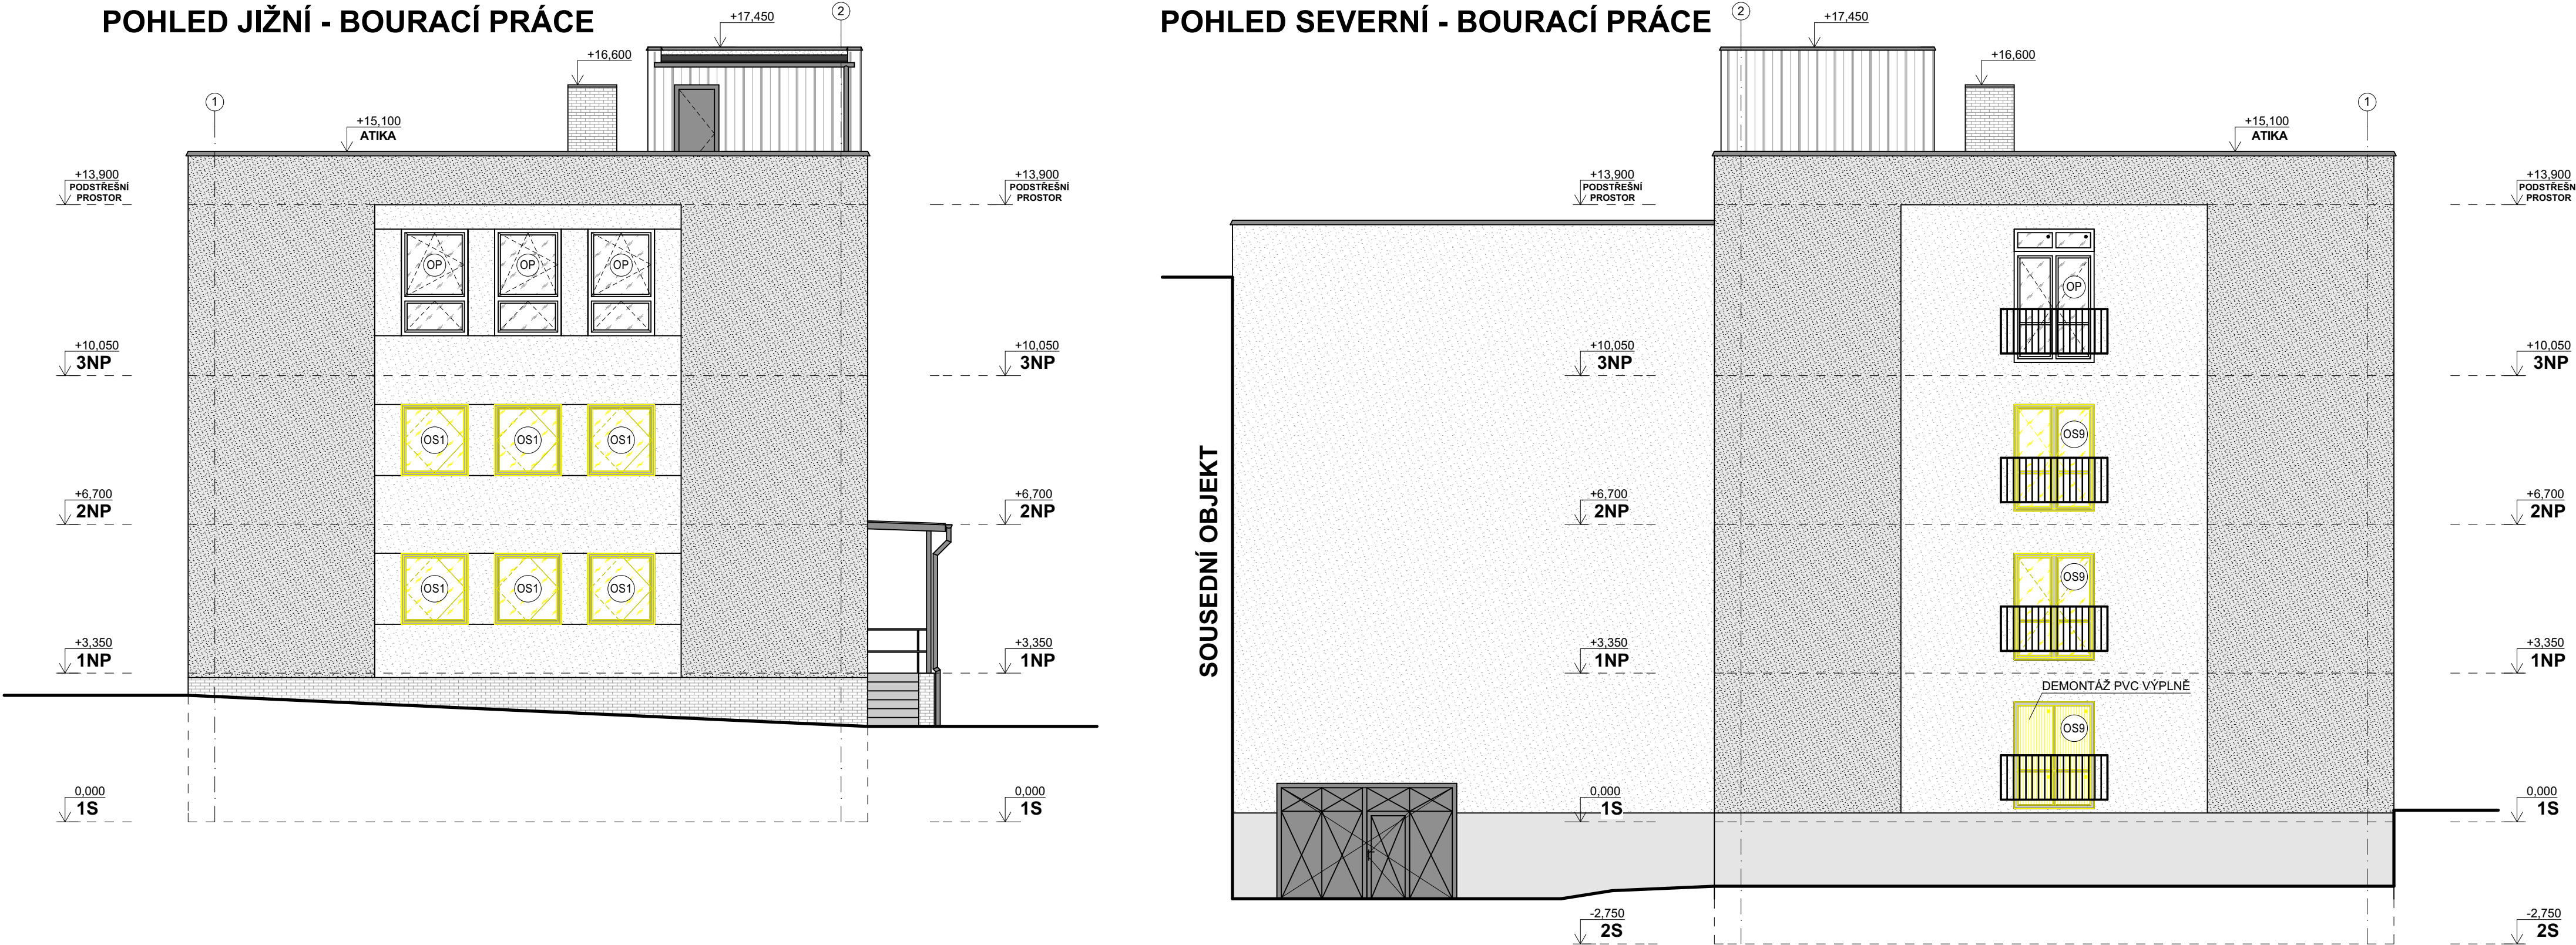 POHLED JIŽNÍ - BOURACÍ PRÁCE
+17,450
2
+16,600
1
+15,100
ATIKA
+13,900
PODSTŘEŠNÍ
PROSTOR
+13,900
PODSTŘEŠNÍ
PROSTOR
OP OP OP
+10,050
3NP
+10,050
3NP
OS1 OS1 OS1
+6,700
2NP
+6,700
2NP
OS1 OS1 OS1
+3,350
1NP
+3,350
1NP
0,000
1S
0,000
1S
POHLED SEVERNÍ - BOURACÍ PRÁCE
2
+17,450
+16,600
1
+15,100
ATIKA
+13,900
PODSTŘEŠNÍ
PROSTOR
+13,900
PODSTŘEŠN
PROSTOR
OP
+10,050
3NP
+10,050
3NP
OS9
SOUSEDNÍ OBJEKT
+6,700
2NP
+6,700
2NP
OS9
+3,350
1NP
+3,350
1NP
DEMONTÁŽ PVC VÝPLNĚ
OS9
0,000
1S
0,000
1S
-2,750
2S
-2,750
2S